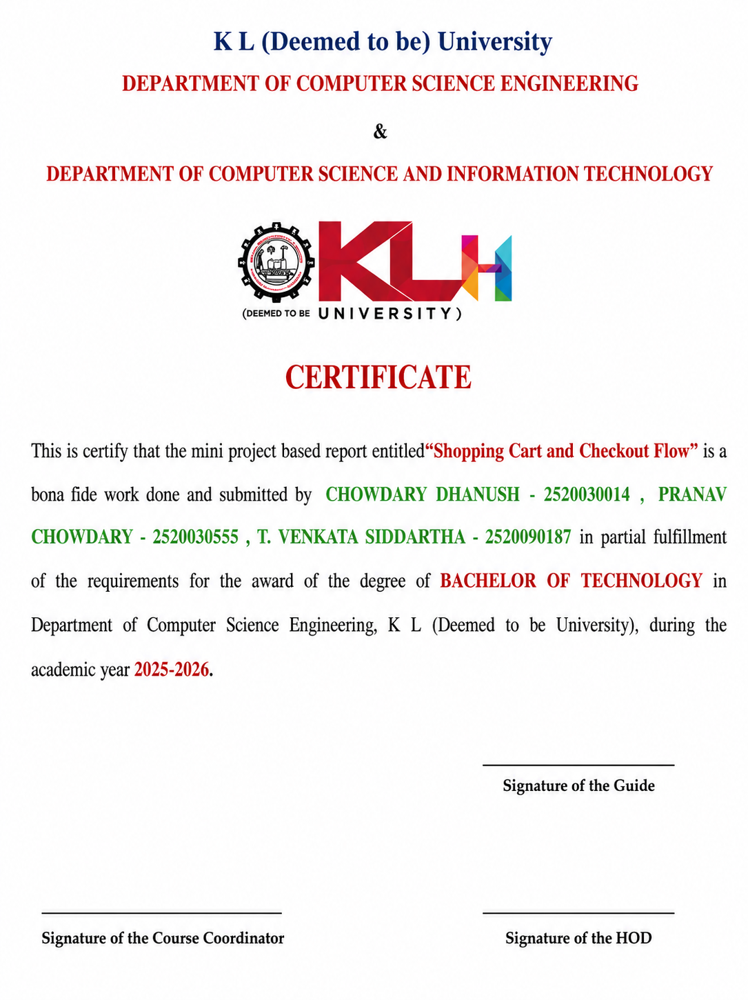 K L (Deemed to be) University
DEPARTMENT OF COMPUTER SCIENCE ENGINEERING
&
DEPARTMENT OF COMPUTER SCIENCE AND INFORMATION TECHNOLOGY
KLH
(DEEMED TO BE UNIVERSITY)
CERTIFICATE
This is certify that the mini project based report entitled“Shopping Cart and Checkout Flow” is a
bona fide work done and submitted by CHOWDARY DHANUSH - 2520030014 , PRANAV
CHOWDARY - 2520030555 , T. VENKATA SIDDARTHA - 2520090187 in partial fulfillment
of the requirements for the award of the degree of BACHELOR OF TECHNOLOGY in
Department of Computer Science Engineering, K L (Deemed to be University), during the
academic year 2025-2026.
Signature of the Guide
Signature of the Course Coordinator
Signature of the HOD